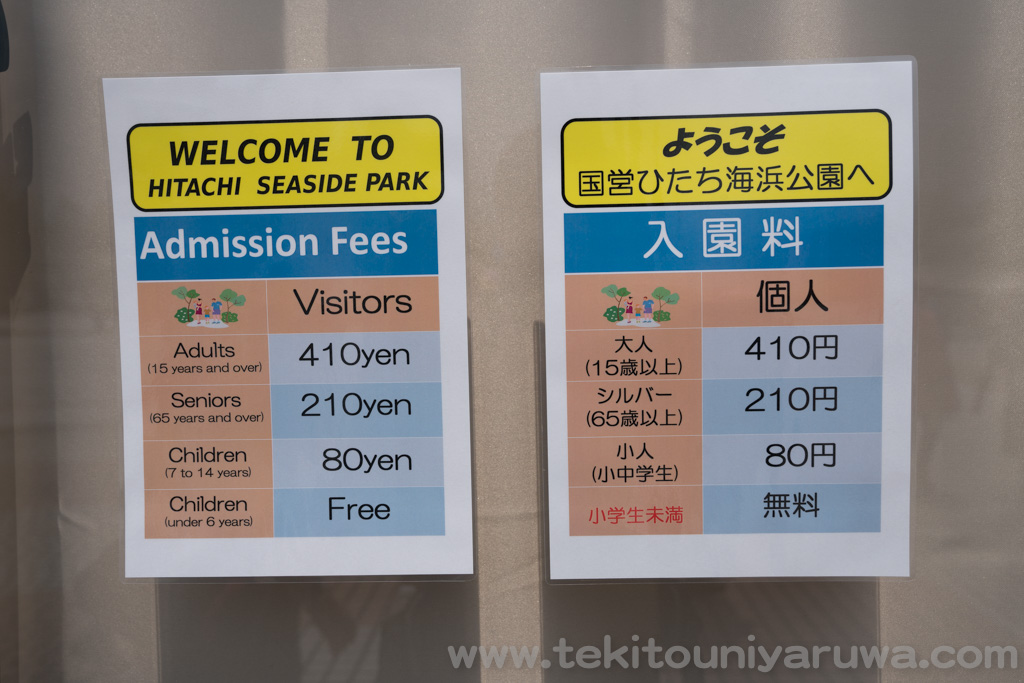 WELCOME TO
HITACHI SEASIDE PARK
Admission Fees
Visitors
Adults
(15 years and over)
410yen
Seniors
(65 years and over)
210yen
Children
(7 to 14 years)
80yen
Children
(under 6 years)
Free
ようこそ
国営ひたち海浜公園へ
入園料
個人
大人
(15歳以上)
410円
シルバー
(65歳以上)
210円
小人
(小中学生)
80円
小学生未満
無料
www.tekitouniyaruwa.com